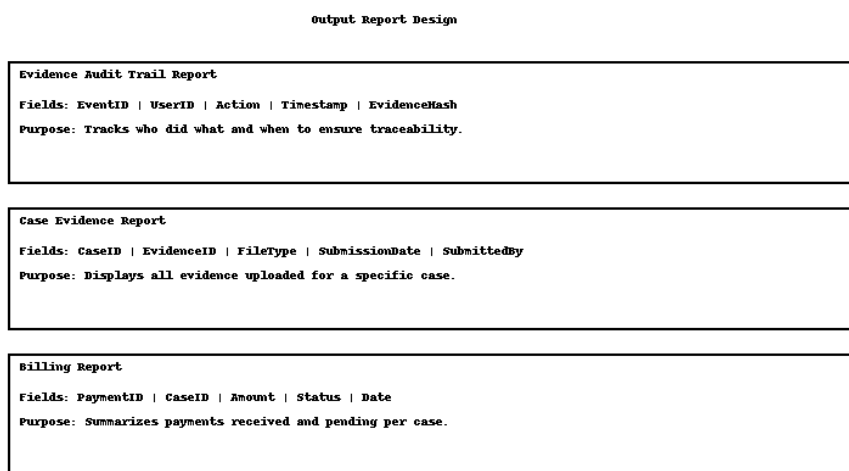 Output Report Design
Evidence Audit Trail Report
Fields: EventID | UserID | Action | Timestamp | EvidenceHash
Purpose: Tracks who did what and when to ensure traceability.
Case Evidence Report
Fields: CaseID | EvidenceID | FileType | SubmissionDate | SubmittedBy
Purpose: Displays all evidence uploaded for a specific case.
Billing Report
Fields: PaymentID | CaseID | Amount | Status | Date
Purpose: Summarizes payments received and pending per case.